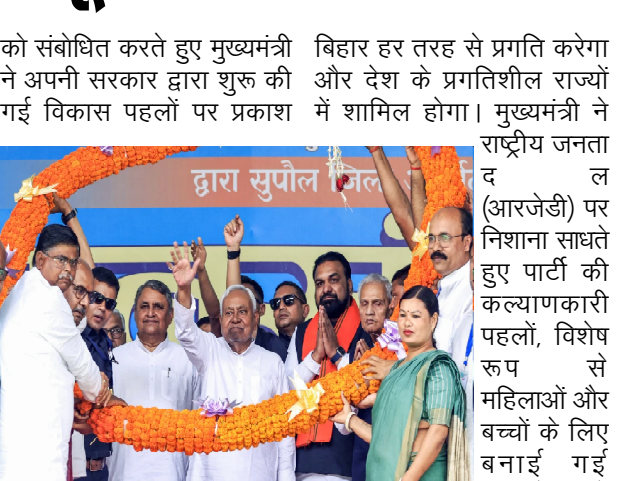 को संबोधित करते हुए मुख्यमंत्री
ने अपनी सरकार द्वारा शुरू की
गई विकास पहलों पर प्रकाश
बिहार हर तरह से प्रगति करेगा
और देश के प्रगतिशील राज्यों
में शामिल होगा। मुख्यमंत्री ने
राष्ट्रीय जनता
द ल
(आरजेडी) पर
निशाना साधते
हुए पार्टी की
कल्याणकारी
पहलों, विशेष
रूप से
महिलाओं और
बच्चों के लिए
बनाई गई
द्वारा सुपौल जिला